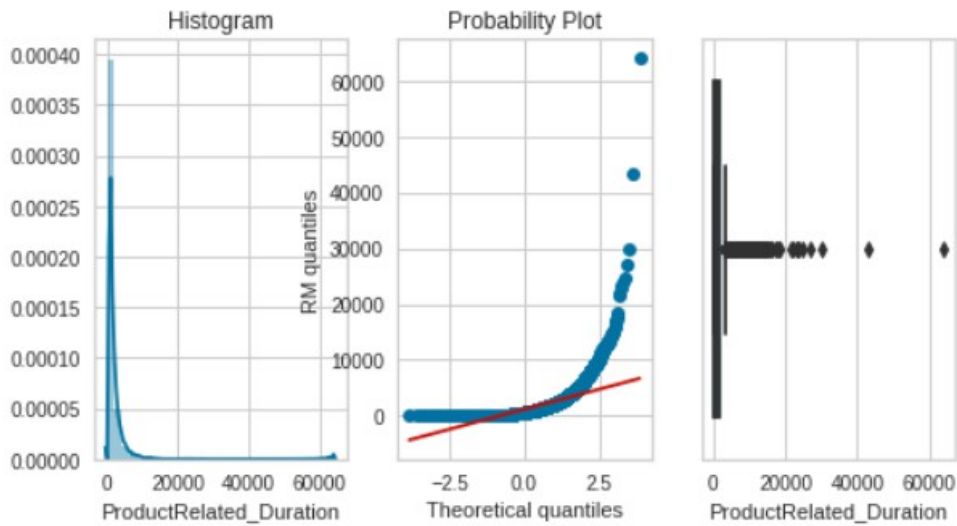 Histogram
0.00040
0.00035
0.00030
0.00025
0.00020
0.00015
0.00010
0.00005
0.00000
0 20000 40000 60000
ProductRelated_Duration
Probability Plot
RM quantiles
60000
50000
40000
30000
20000
10000
0
−2.5 0.0 2.5
Theoretical quantiles
0 20000 40000 60000
ProductRelated_Duration